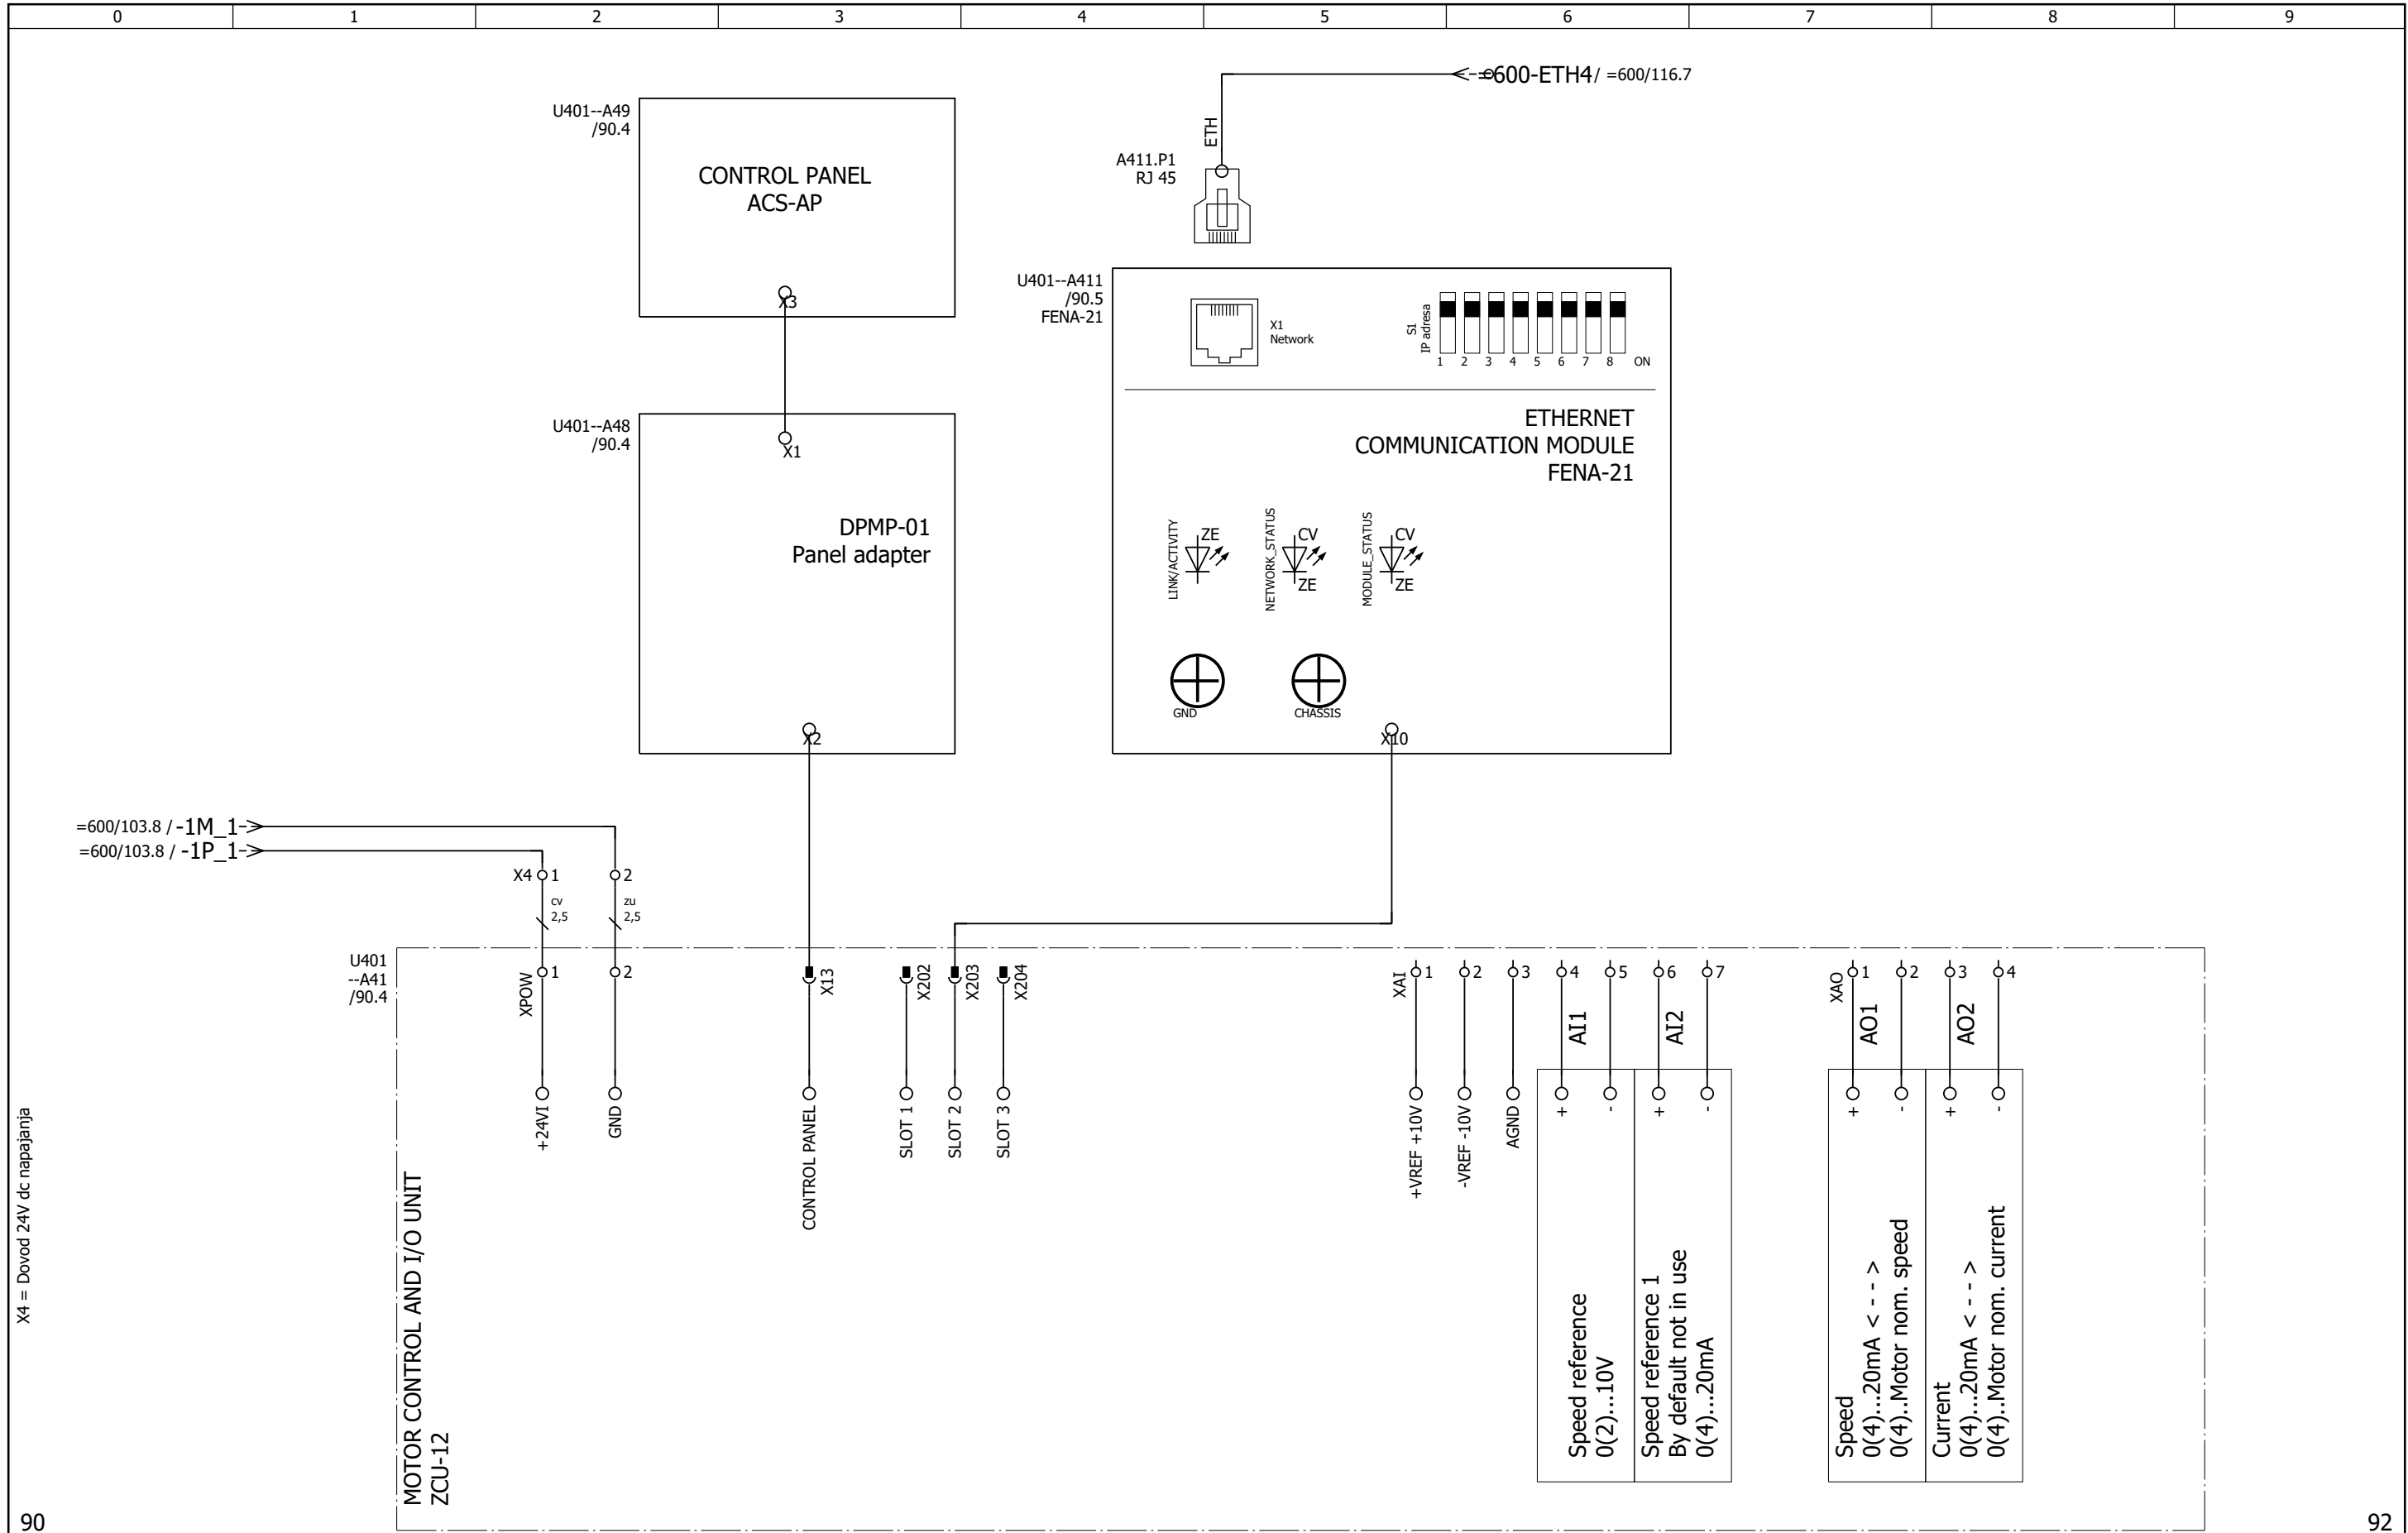 0 1 2 3 4 5 6 7 8 9
=600-ETH4/ =600/116.7
U401--A49
/90.4
CONTROL PANEL
ACS-AP
X3
ETH
A411.P1
RJ 45
U401--A411
/90.5
FENA-21
X1
Network
S1
IP adresa
1 2 3 4 5 6 7 8 ON
ETHERNET
COMMUNICATION MODULE
FENA-21
U401--A48
/90.4
X1
DPMP-01
Panel adapter
X2
LINK/ACTIVITY
ZE
NETWORK_STATUS
CV
ZE
MODULE_STATUS
CV
ZE
GND
CHASSIS
X10
=600/103.8 / -1M_1
=600/103.8 / -1P_1
X4 1 2
cv
2,5
zu
2,5
U401
--A41
/90.4
XPOW 1 2
X13
X202
X203
X204
XAI 1 2 3 4 5 6 7
XAO 1 2 3 4
AI1
AI2
AO1
AO2
+24VI
GND
CONTROL PANEL
SLOT 1
SLOT 2
SLOT 3
+VREF +10V
-VREF -10V
AGND
+ - + -
+ - + -
Speed reference
0(2)...10V
Speed reference 1
By default not in use
0(4)...20mA
Speed
0(4)...20mA < - - >
0(4)..Motor nom. speed
Current
0(4)...20mA < - - >
0(4)..Motor nom. current
MOTOR CONTROL AND I/O UNIT
ZCU-12
X4 = Dovod 24V dc napajanja
90
92